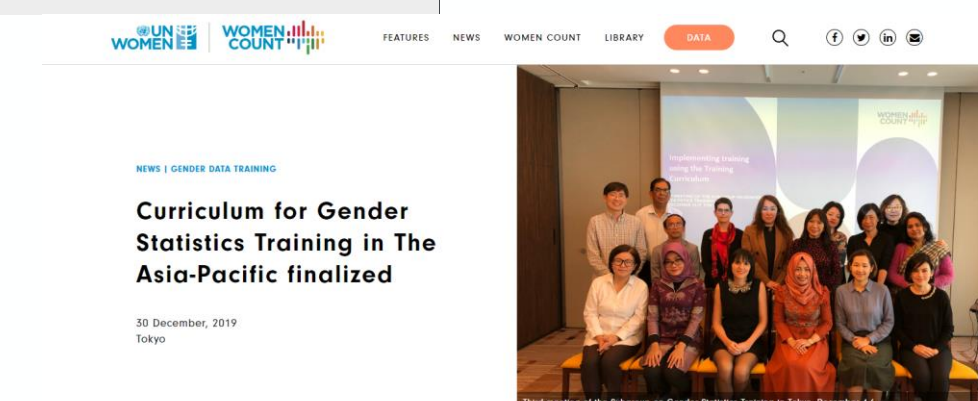 UN
WOMEN
WOMEN
COUNT
FEATURES
NEWS
WOMEN COUNT
LIBRARY
DATA
NEWS | GENDER DATA TRAINING
Curriculum for Gender
Statistics Training in The
Asia-Pacific finalized
30 December, 2019
Tokyo
WOMEN
COUNT
Implementing training
using the Training
Curriculum